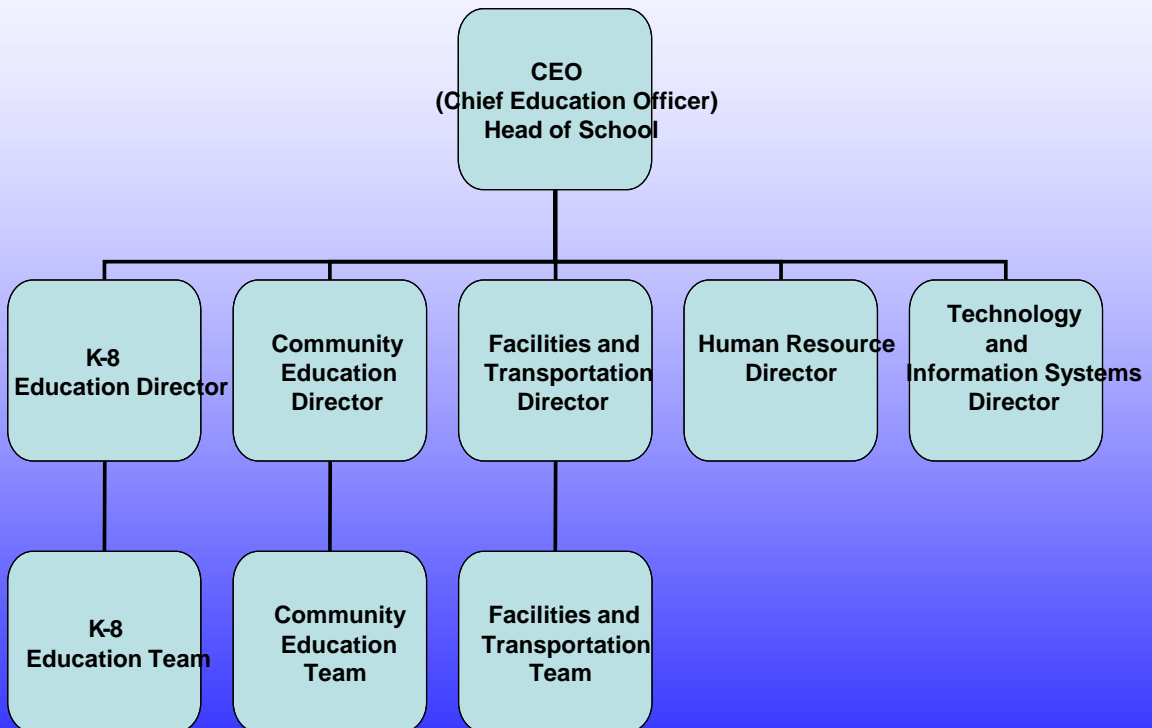 CEO
(Chief Education Officer)
Head of School
K-8
Education Director
Community
Education
Director
Facilities and
Transportation
Director
Human Resource
Director
Technology
and
Information Systems
Director
K-8
Education Team
Community
Education
Team
Facilities and
Transportation
Team